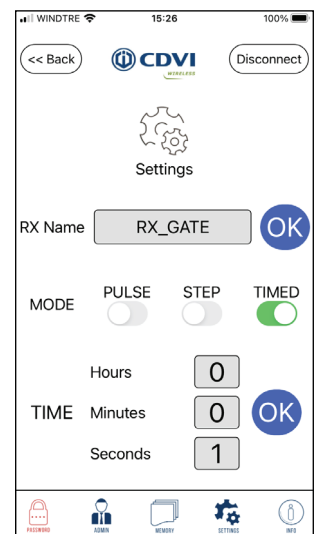 WINDTRE 15:26 100%
<< Back CDVI Disconnect
WIRELESS
Settings
RX Name RX_GATE OK
PULSE STEP TIMED
MODE
Hours 0
TIME Minutes 0 OK
Seconds 1
PASSWORD ADMIN MEMORY SETTINGS INFO